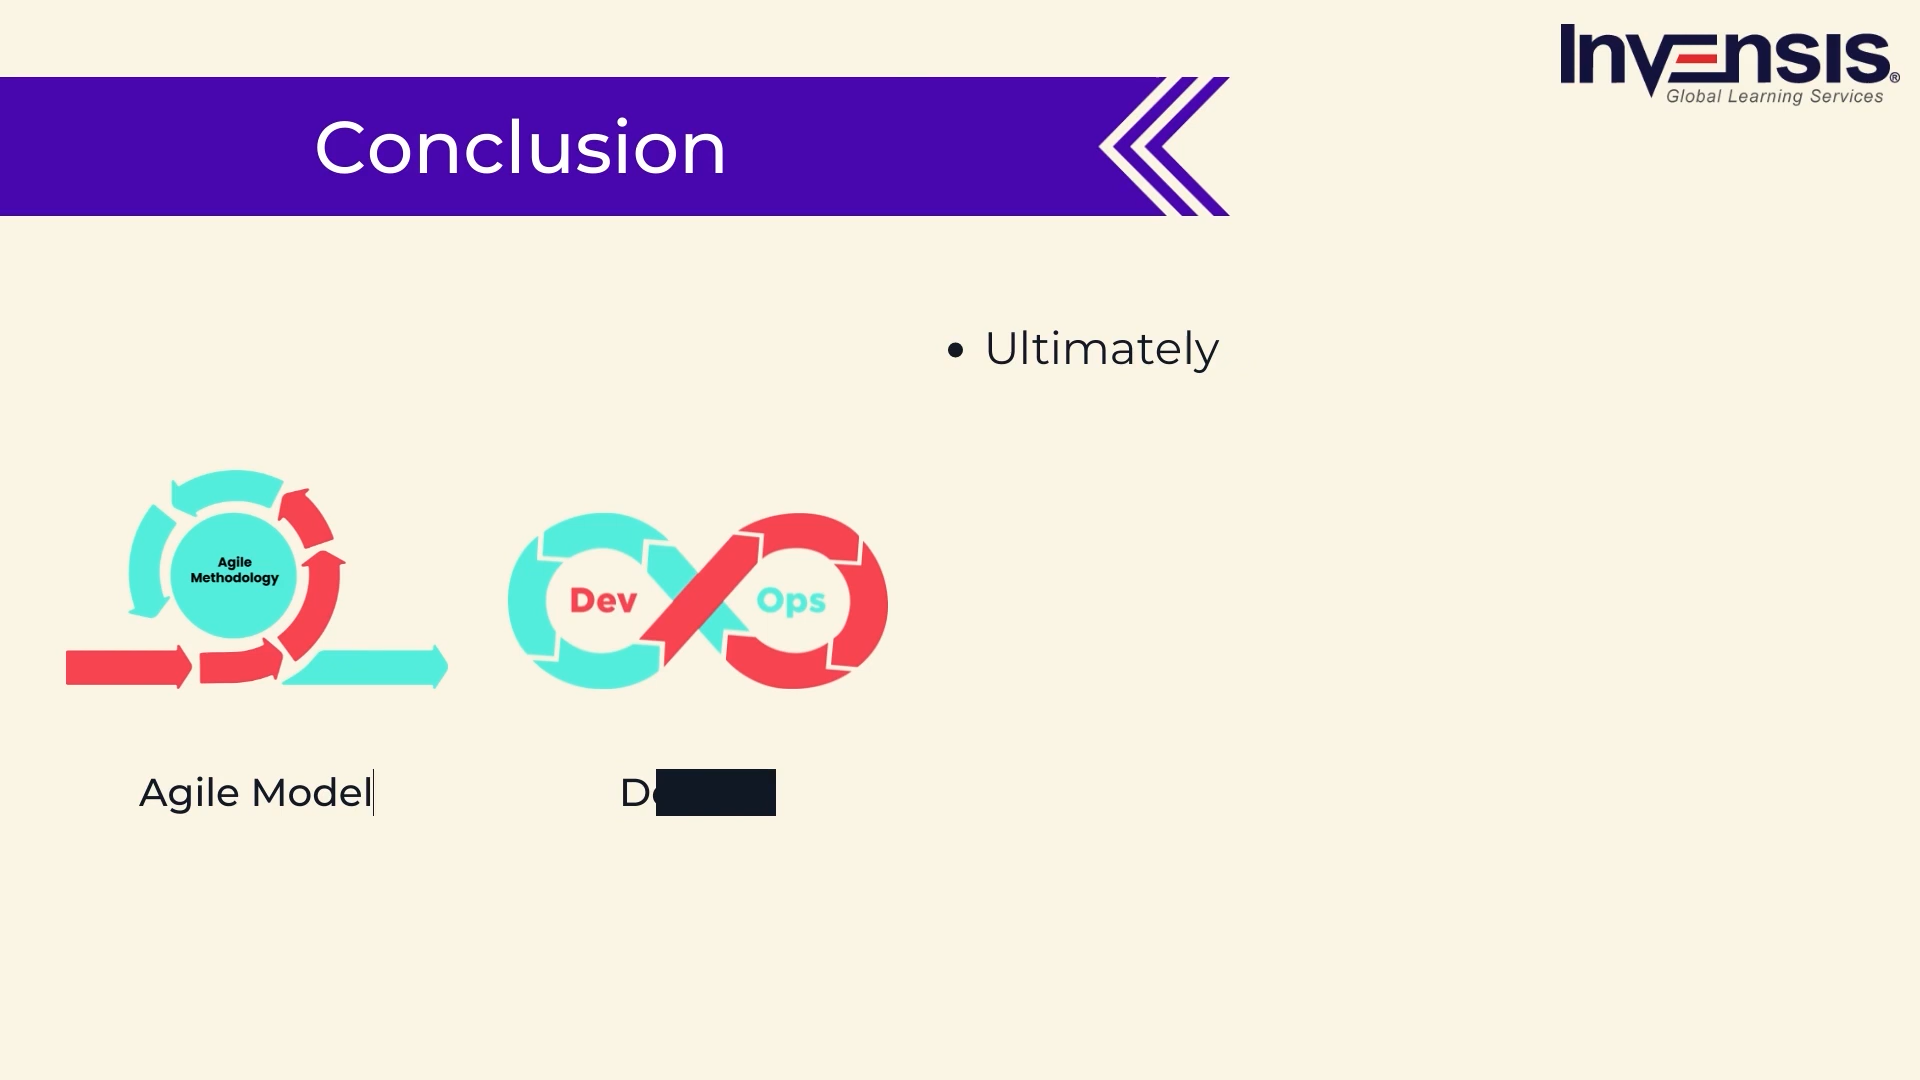 Invensis®
Global Learning Services
Conclusion
• Ultimately
Agile
Methodology
Dev
Ops
Agile Model